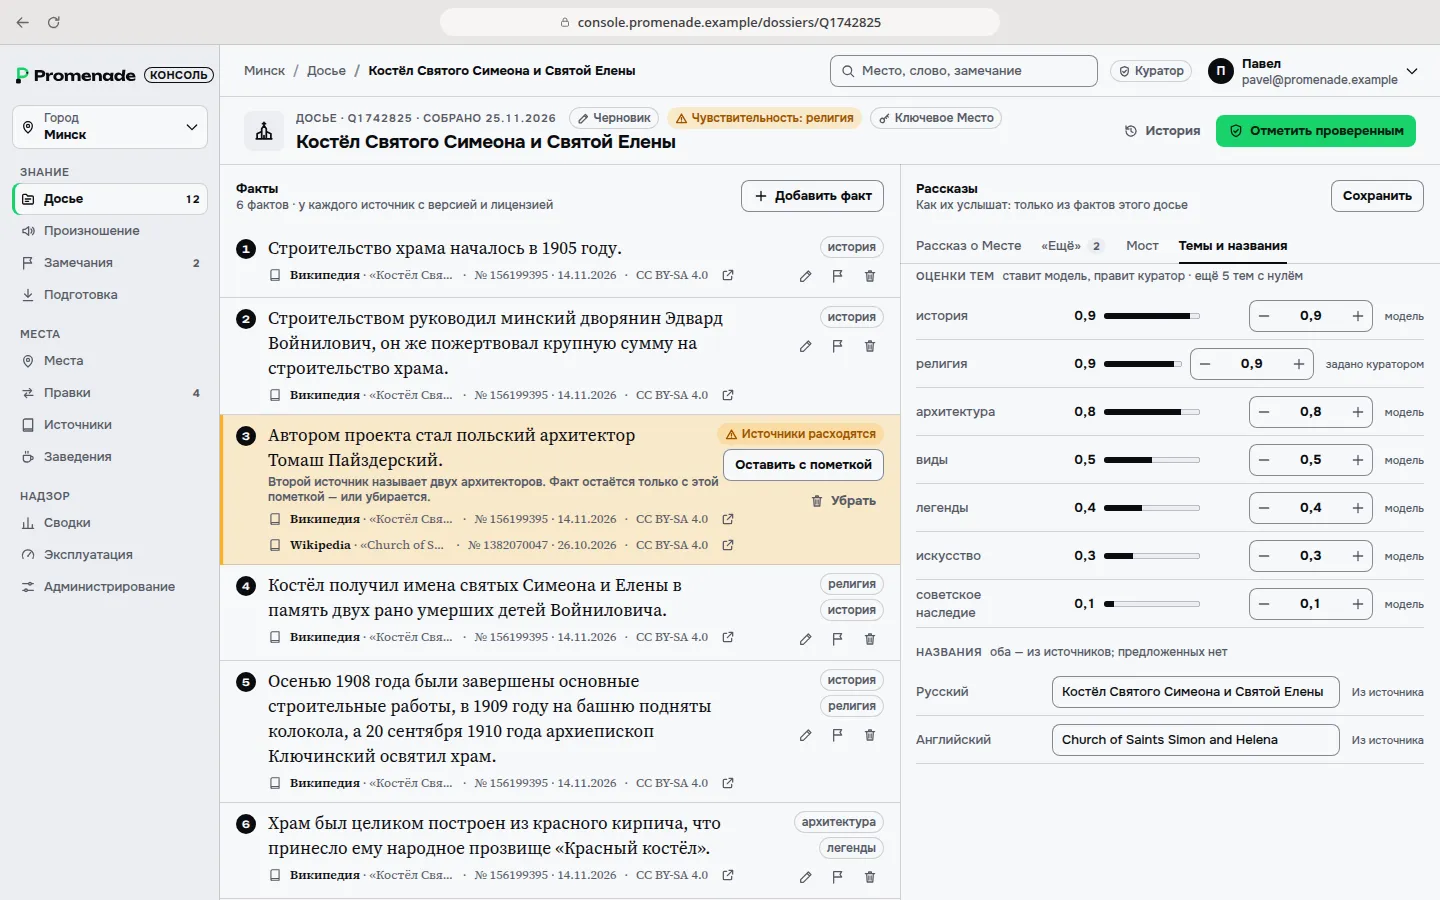 console.promenade.example/dossiers/Q1742825
Promenade КОНСОЛЬ
Минск / Досье / Костёл Святого Симеона и Святой Елены
Место, слово, замечание
Куратор
П
Павел
pavel@promenade.example
Город
Минск
ЗНАНИЕ
Досье 12
Произношение
Замечания 2
Подготовка
МЕСТА
Места
Правки 4
Источники
Заведения
НАДЗОР
Сводки
Эксплуатация
Администрирование
ДОСЬЕ · Q1742825 · СОБРАНО 25.11.2026
Черновик
Чувствительность: религия
Ключевое Место
Костёл Святого Симеона и Святой Елены
История
Отметить проверенным
Факты
6 фактов · у каждого источник с версией и лицензией
Добавить факт
1 Строительство храма началось в 1905 году.
история
Википедия · «Костёл Свя... · № 156199395 · 14.11.2026 · CC BY-SA 4.0
2 Строительством руководил минский дворянин Эдвард
Войнилович, он же пожертвовал крупную сумму на
строительство храма.
история
Википедия · «Костёл Свя... · № 156199395 · 14.11.2026 · CC BY-SA 4.0
3 Автором проекта стал польский архитектор
Томаш Пайздерский.
Источники расходятся
Оставить с пометкой
Убрать
Второй источник называет двух архитекторов. Факт остаётся только с этой
пометкой — или убирается.
Википедия · «Костёл Свя... · № 156199395 · 14.11.2026 · CC BY-SA 4.0
Wikipedia · «Church of S... · № 1382070047 · 26.10.2026 · CC BY-SA 4.0
4 Костёл получил имена святых Симеона и Елены в
память двух рано умерших детей Войниловича.
религия
история
Википедия · «Костёл Свя... · № 156199395 · 14.11.2026 · CC BY-SA 4.0
5 Осенью 1908 года были завершены основные
строительные работы, в 1909 году на башню подняты
колокола, а 20 сентября 1910 года архиепископ
Ключинский освятил храм.
история
религия
Википедия · «Костёл Свя... · № 156199395 · 14.11.2026 · CC BY-SA 4.0
6 Храм был целиком построен из красного кирпича, что
принесло ему народное прозвище «Красный костёл».
архитектура
легенды
Википедия · «Костёл Свя... · № 156199395 · 14.11.2026 · CC BY-SA 4.0
Рассказы
Как их услышат: только из фактов этого досье
Сохранить
Рассказ о Месте «Ещё» 2 Мост Темы и названия
ОЦЕНКИ ТЕМ ставит модель, правит куратор · ещё 5 тем с нулём
история 0,9 − 0,9 + модель
религия 0,9 − 0,9 + задано куратором
архитектура 0,8 − 0,8 + модель
виды 0,5 − 0,5 + модель
легенды 0,4 − 0,4 + модель
искусство 0,3 − 0,3 + модель
советское
наследие 0,1 − 0,1 + модель
НАЗВАНИЯ оба — из источников; предложенных нет
Русский Костёл Святого Симеона и Святой Елены Из источника
Английский Church of Saints Simon and Helena Из источника